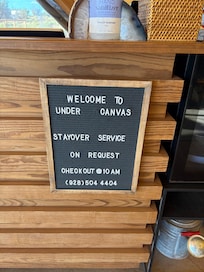 WELCOME TO
UNDER CANVAS
STAYOVER SERVICE
ON REQUEST
CHECKOUT @ 10 AM
(928) 504 4404